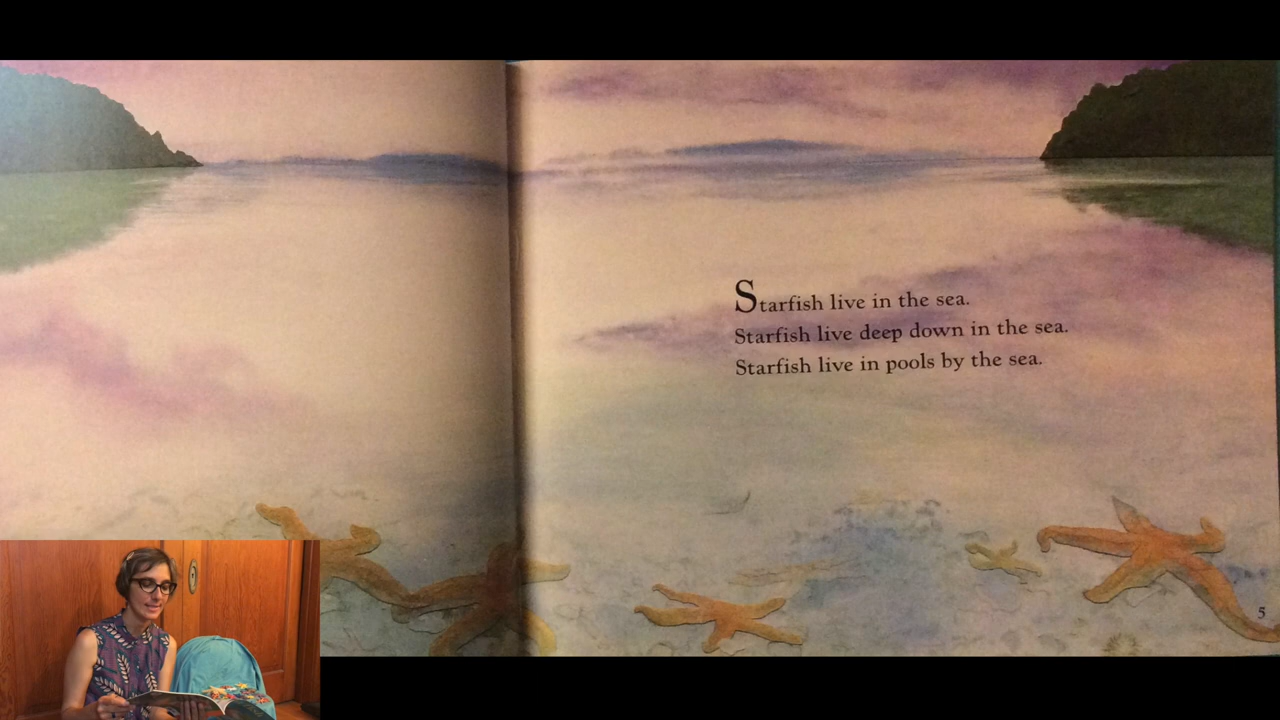 Starfish live in the sea.
Starfish live deep down in the sea.
Starfish live in pools by the sea.
5